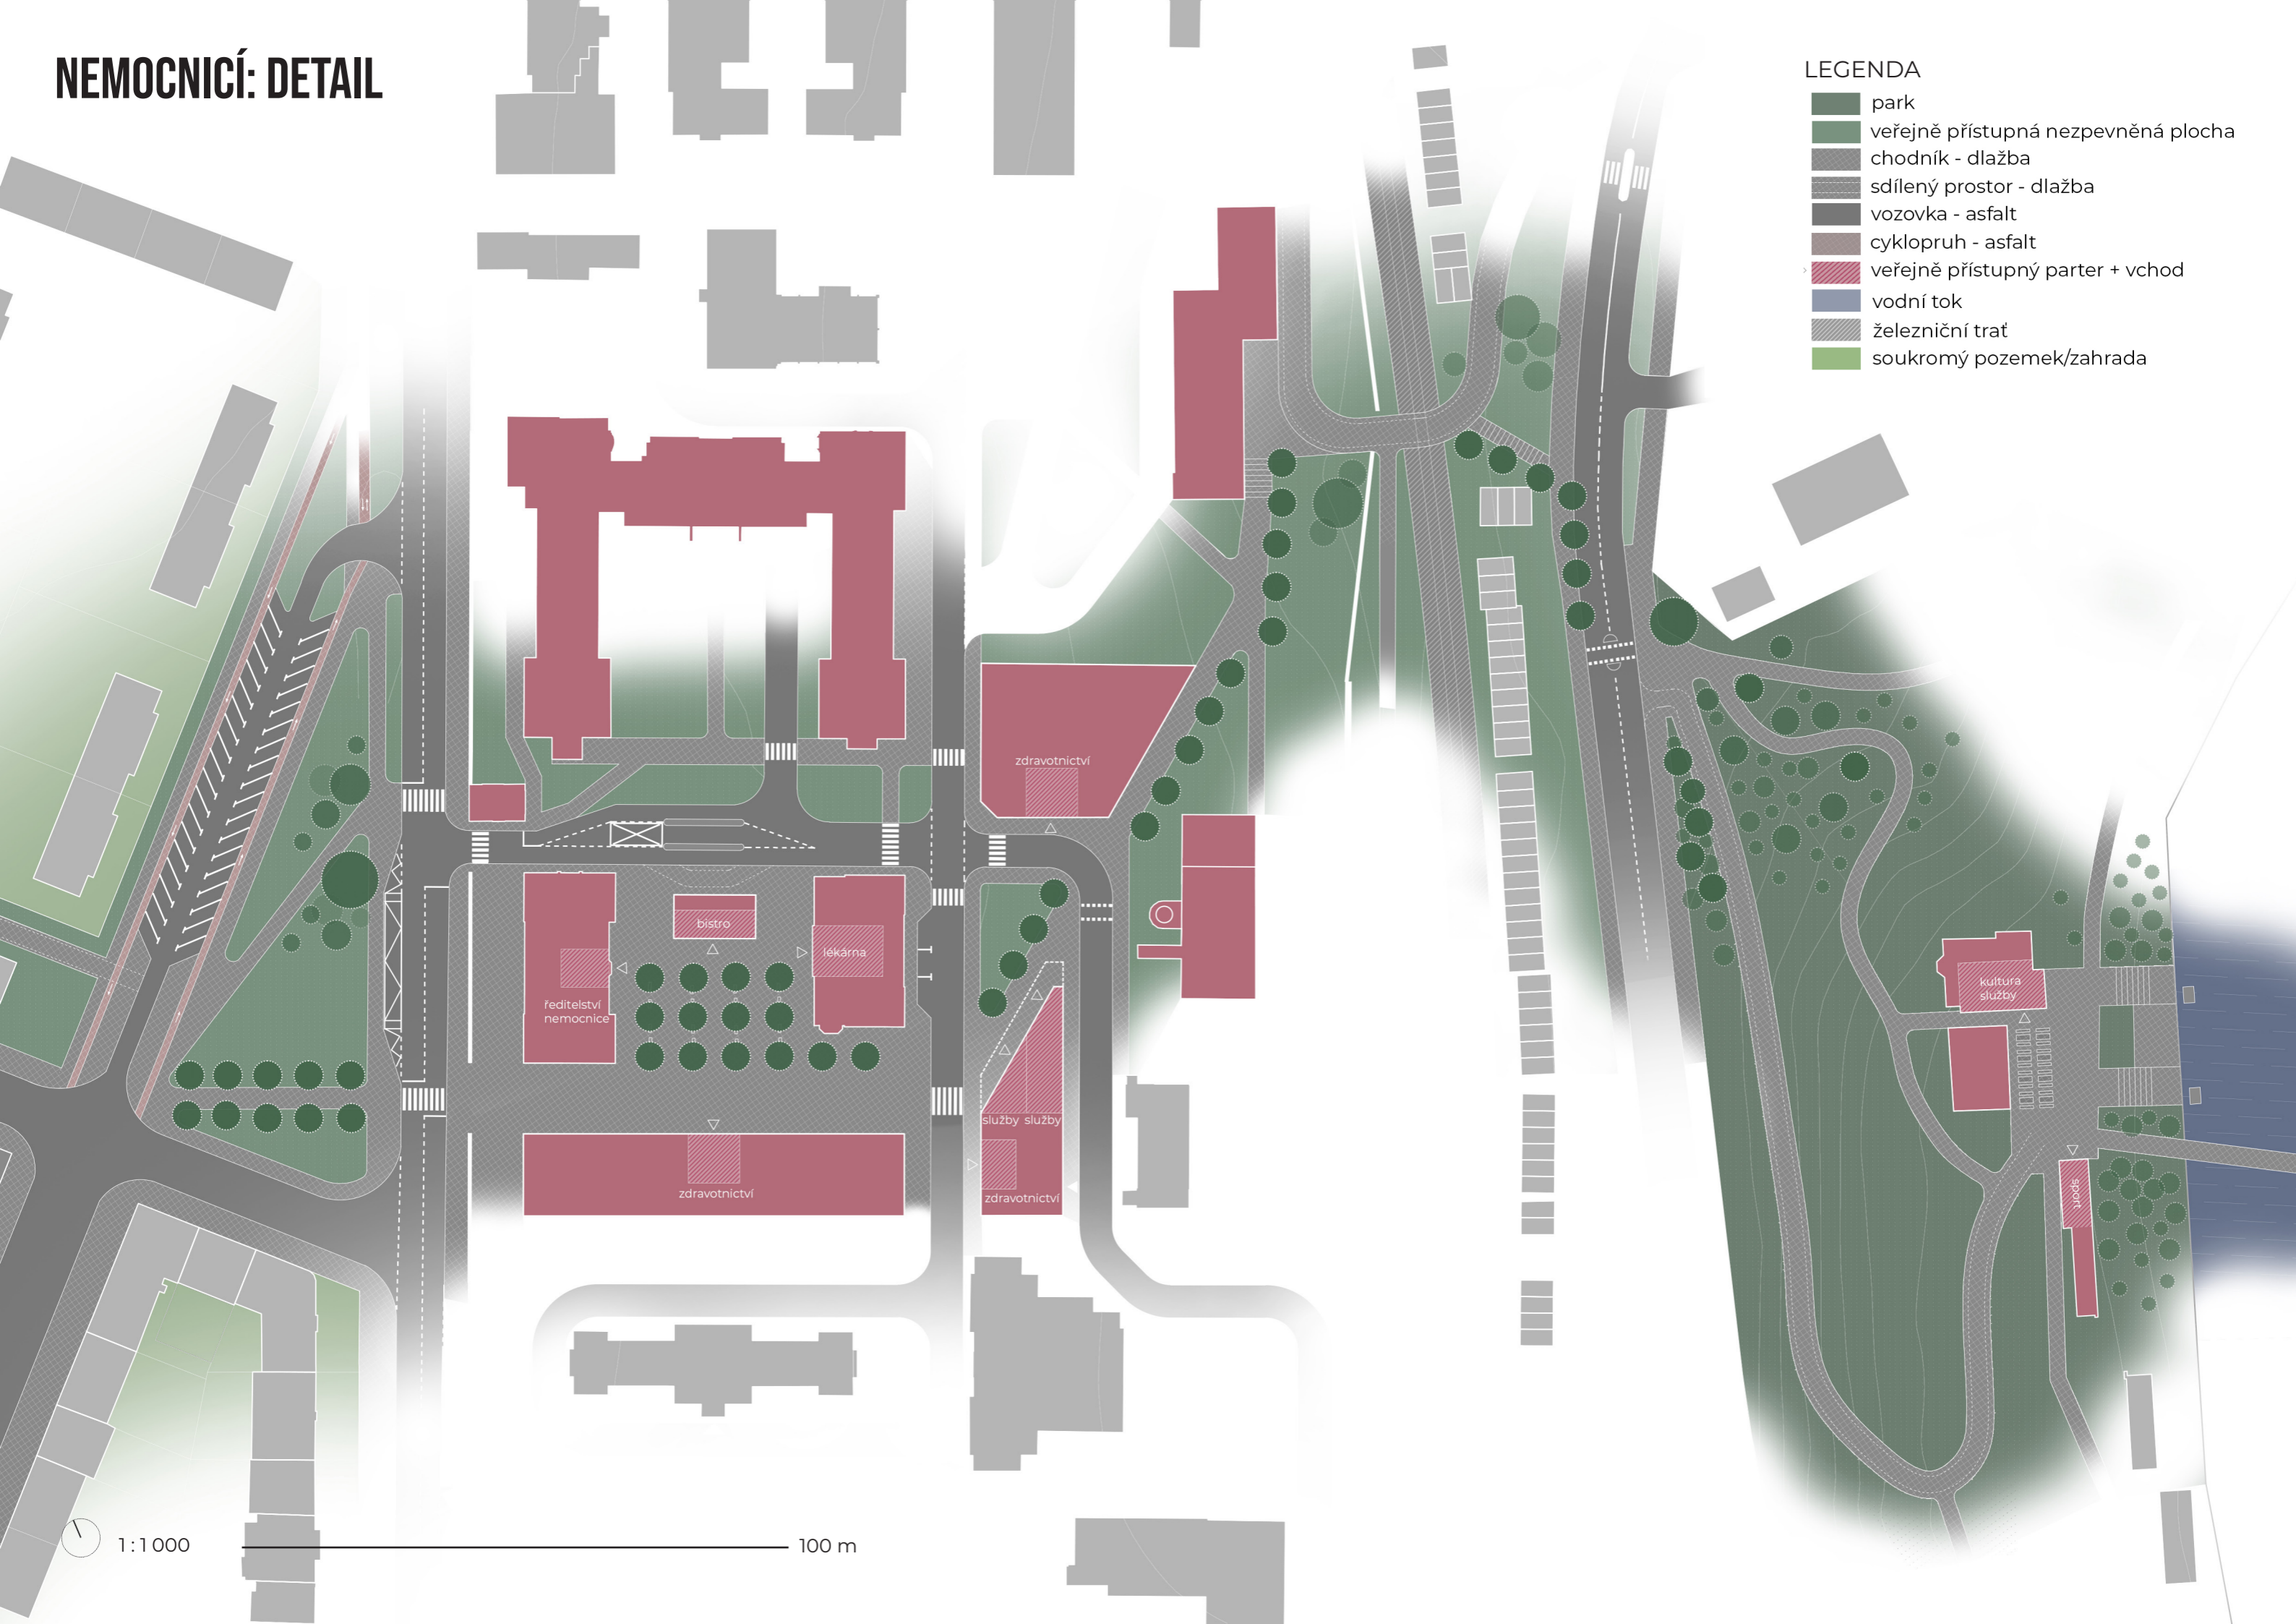 NEMOCNICÍ: DETAIL
LEGENDA
park
veřejně přístupná nezpevněná plocha
chodník - dlažba
sdílený prostor - dlažba
vozovka - asfalt
cyklopruh - asfalt
veřejně přístupný parter + vchod
vodní tok
železniční trať
soukromý pozemek/zahrada
zdravotnictví
bistro
lékárna
ředitelství
nemocnice
kultura
služby
služby služby
sport
zdravotnictví
zdravotnictví
1 : 1 000
100 m